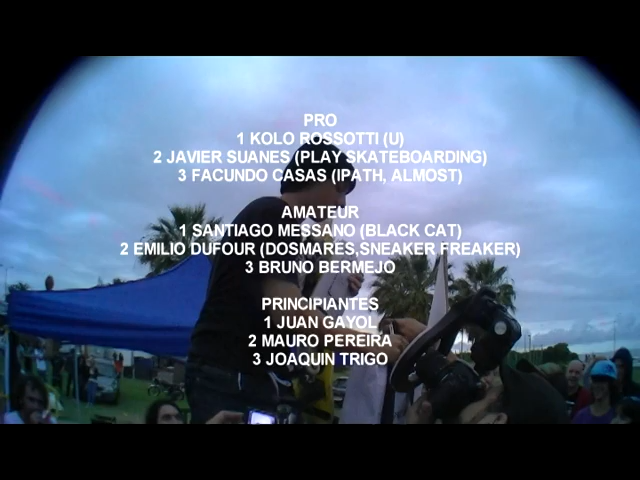 PRO
1 KOLO ROSSOTTI (U)
2 JAVIER SUANES (PLAY SKATEBOARDING)
3 FACUNDO CASAS (IPATH, ALMOST)
AMATEUR
1 SANTIAGO MESSANO (BLACK CAT)
2 EMILIO DUFOUR (DOSMARES,SNEAKER FREAKER)
3 BRUNO BERMEJO
PRINCIPIANTES
1 JUAN GAYOL
2 MAURO PEREIRA
3 JOAQUIN TRIGO